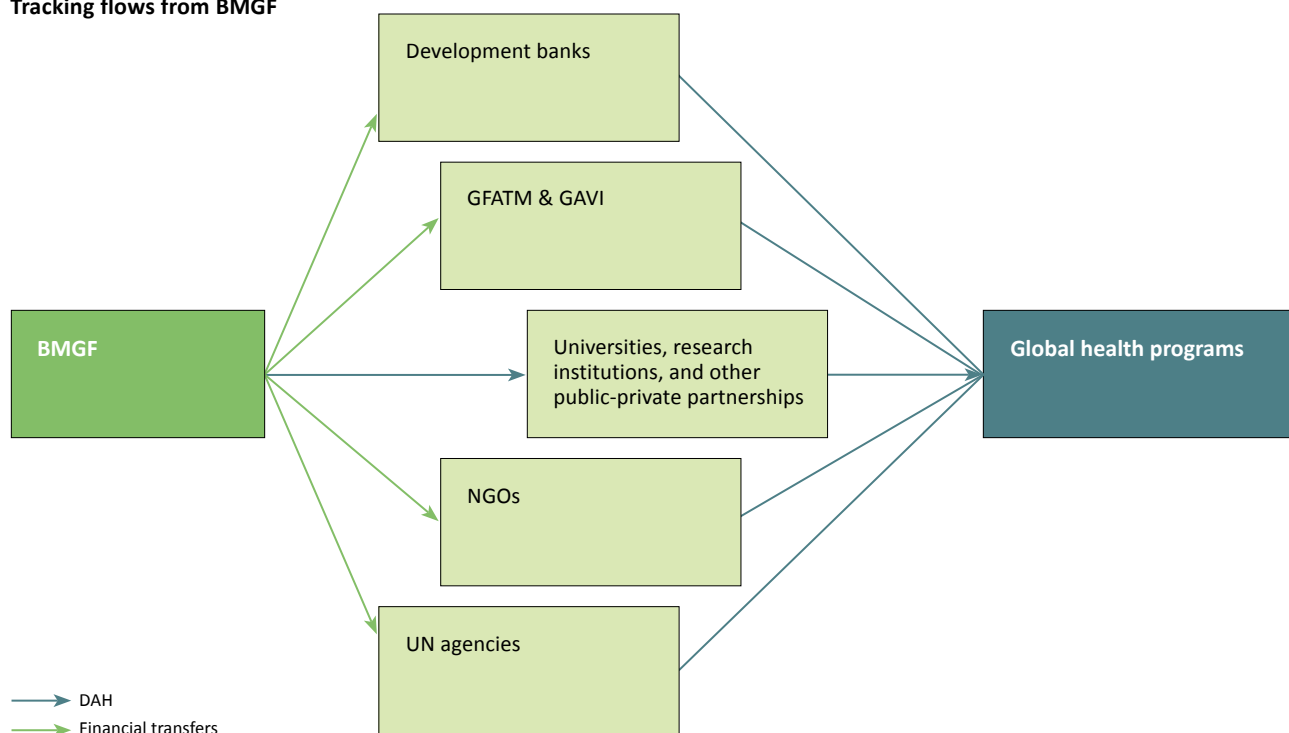 Tracking flows from BMGF
Development banks
GFATM & GAVI
BMGF
Universities, research
institutions, and other
public-private partnerships
Global health programs
NGOs
UN agencies
DAH
Financial transfers